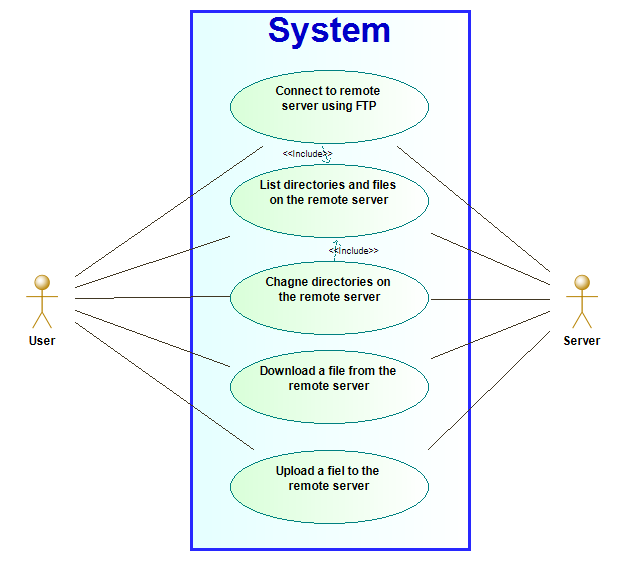 System
Connect to remote
server using FTP
<<Include>>
List directories and files
on the remote server
<<Include>>
Chagne directories on
the remote server
User
Server
Download a file from the
remote server
Upload a fiel to the
remote server